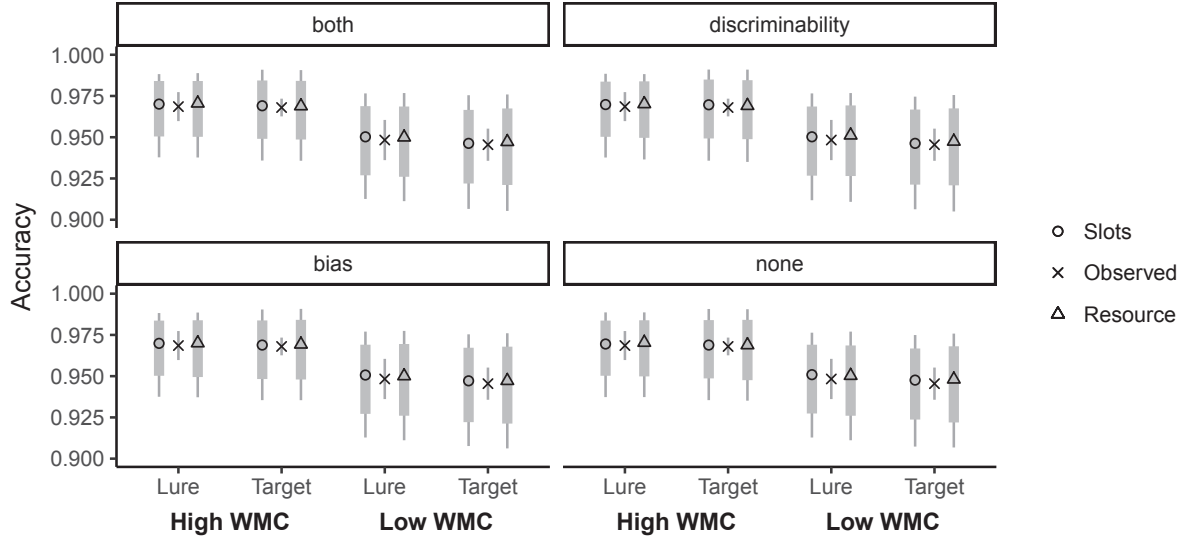 both
discriminability
1.000
0.975
0.950
0.925
0.900
Accuracy
bias
none
1.000
0.975
0.950
0.925
0.900
Lure Target Lure Target Lure Target Lure Target
High WMC Low WMC High WMC Low WMC
Slots
Observed
Resource